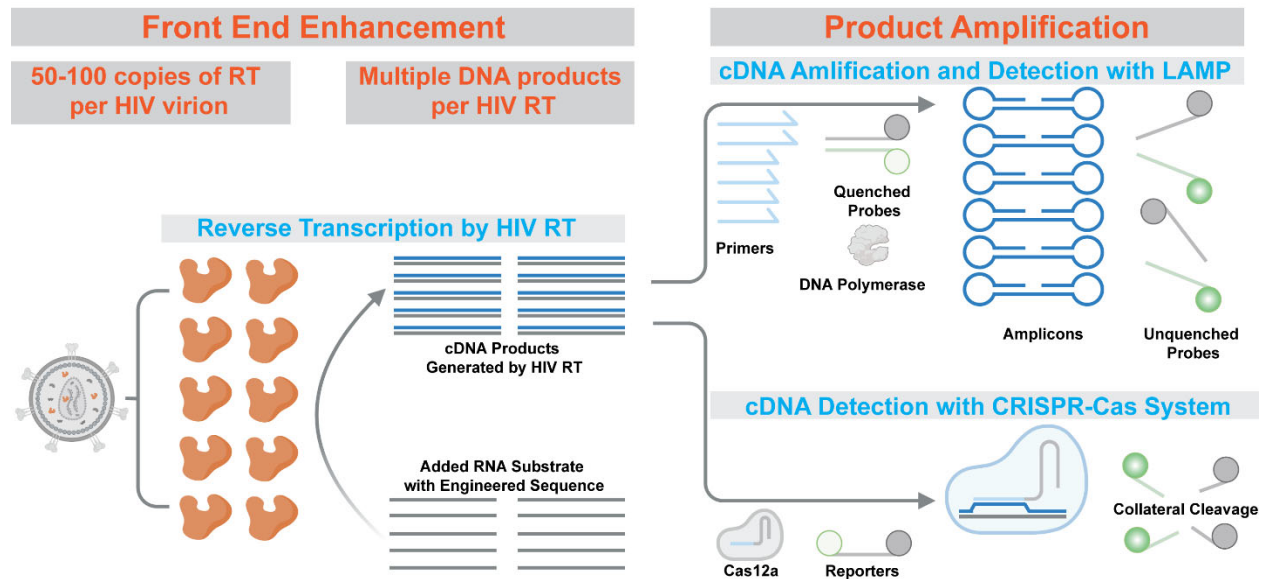 Front End Enhancement
50-100 copies of RT
per HIV virion
Multiple DNA products
per HIV RT
Reverse Transcription by HIV RT
cDNA Products
Generated by HIV RT
Added RNA Substrate
with Engineered Sequence
Product Amplification
cDNA Amlification and Detection with LAMP
Primers
Quenched
Probes
DNA Polymerase
Amplicons
Unquenched
Probes
cDNA Detection with CRISPR-Cas System
Cas12a
Reporters
Collateral Cleavage